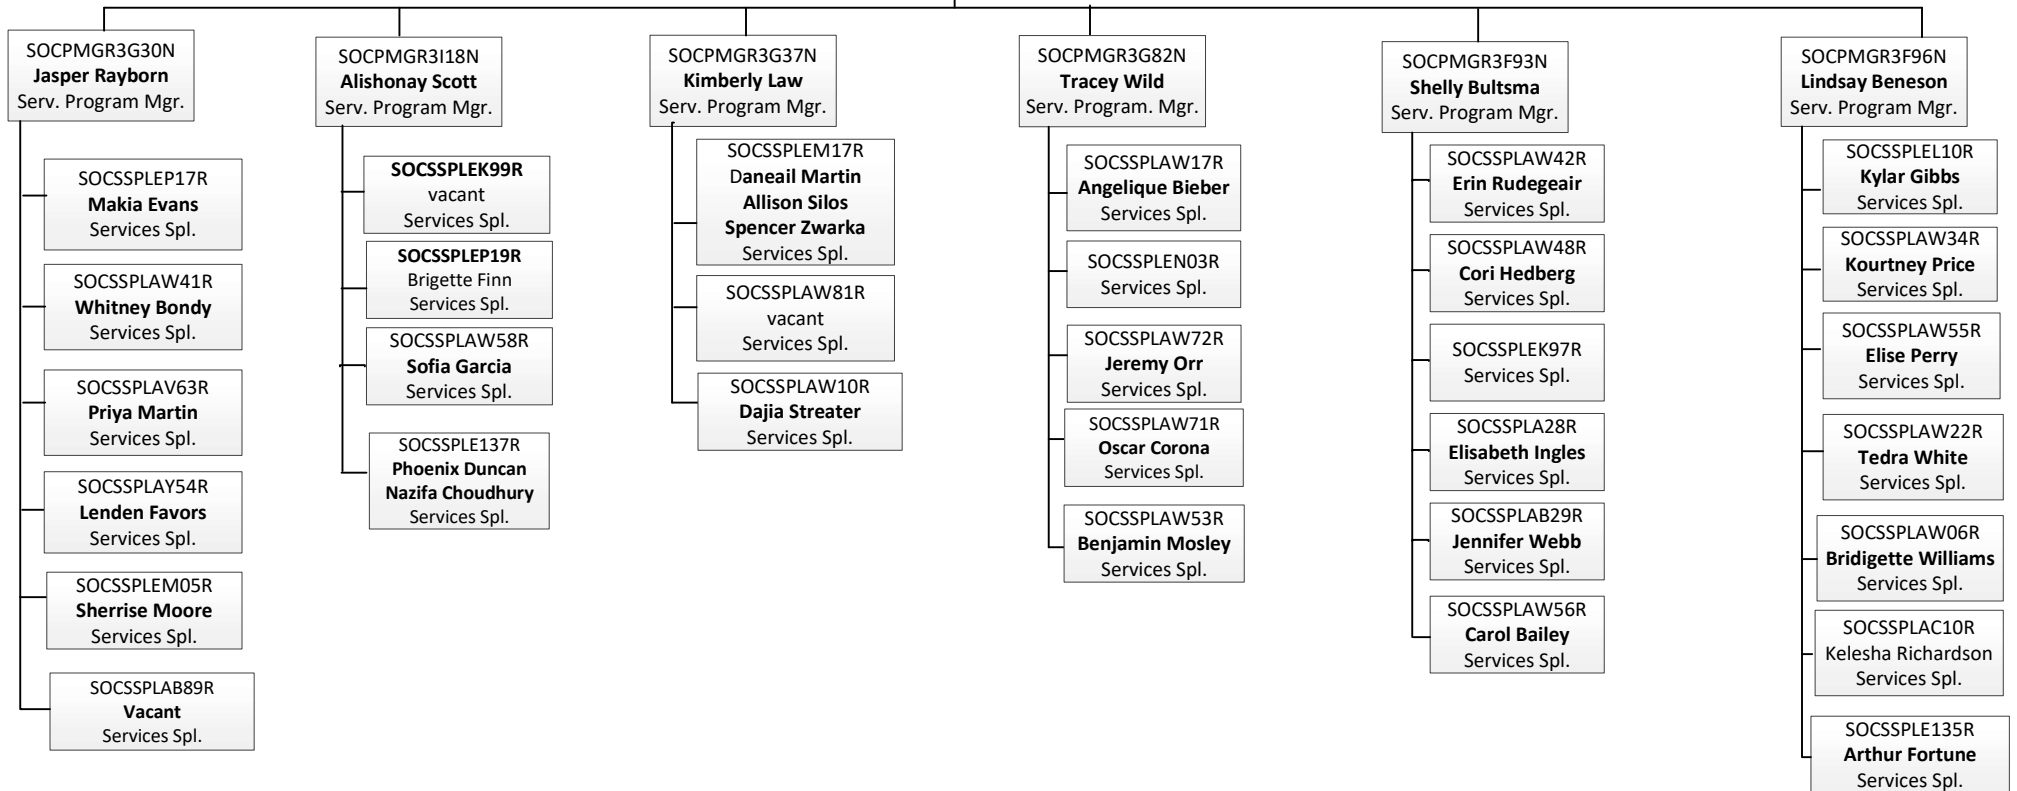 SOCPMGR3G30N
Jasper Rayborn
Serv. Program Mgr.
SOCSSPLEP17R
Makia Evans
Services Spl.
SOCSSPLAW41R
Whitney Bondy
Services Spl.
SOCSSPLAV63R
Priya Martin
Services Spl.
SOCSSPLAY54R
Lenden Favors
Services Spl.
SOCSSPLEM05R
Sherrise Moore
Services Spl.
SOCSSPLAB89R
Vacant
Services Spl.
SOCPMGR3I18N
Alishonay Scott
Serv. Program Mgr.
SOCSSPLEK99R
vacant
Services Spl.
SOCSSPLEP19R
Brigette Finn
Services Spl.
SOCSSPLAW58R
Sofia Garcia
Services Spl.
SOCSSPLE137R
Phoenix Duncan
Nazifa Choudhury
Services Spl.
SOCPMGR3G37N
Kimberly Law
Serv. Program Mgr.
SOCSSPLEM17R
Daneail Martin
Allison Silos
Spencer Zwarka
Services Spl.
SOCSSPLAW81R
vacant
Services Spl.
SOCSSPLAW10R
Dajia Streater
Services Spl.
SOCPMGR3G82N
Tracey Wild
Serv. Program. Mgr.
SOCSSPLAW17R
Angelique Bieber
Services Spl.
SOCSSPLEN03R
Services Spl.
SOCSSPLAW72R
Jeremy Orr
Services Spl.
SOCSSPLAW71R
Oscar Corona
Services Spl.
SOCSSPLAW53R
Benjamin Mosley
Services Spl.
SOCPMGR3F93N
Shelly Bultsma
Serv. Program Mgr.
SOCSSPLAW42R
Erin Rudegeair
Services Spl.
SOCSSPLAW48R
Cori Hedberg
Services Spl.
SOCSSPLEK97R
Services Spl.
SOCSSPLA28R
Elisabeth Ingles
Services Spl.
SOCSSPLAB29R
Jennifer Webb
Services Spl.
SOCSSPLAW56R
Carol Bailey
Services Spl.
SOCPMGR3F96N
Lindsay Beneson
Serv. Program Mgr.
SOCSSPLEL10R
Kylar Gibbs
Services Spl.
SOCSSPLAW34R
Kourtney Price
Services Spl.
SOCSSPLAW55R
Elise Perry
Services Spl.
SOCSSPLAW22R
Tedra White
Services Spl.
SOCSSPLAW06R
Bridigette Williams
Services Spl.
SOCSSPLAC10R
Kelesha Richardson
Services Spl.
SOCSSPLE135R
Arthur Fortune
Services Spl.